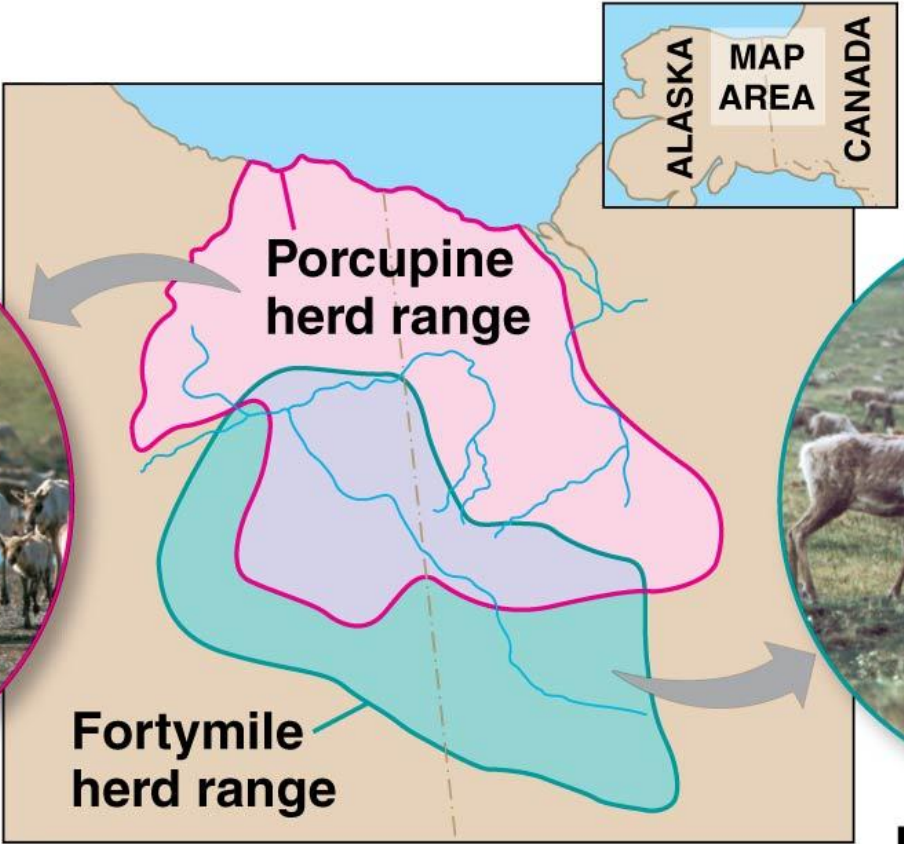 ALASKA
MAP
AREA
CANADA
Porcupine
herd range
Fortymile
herd range